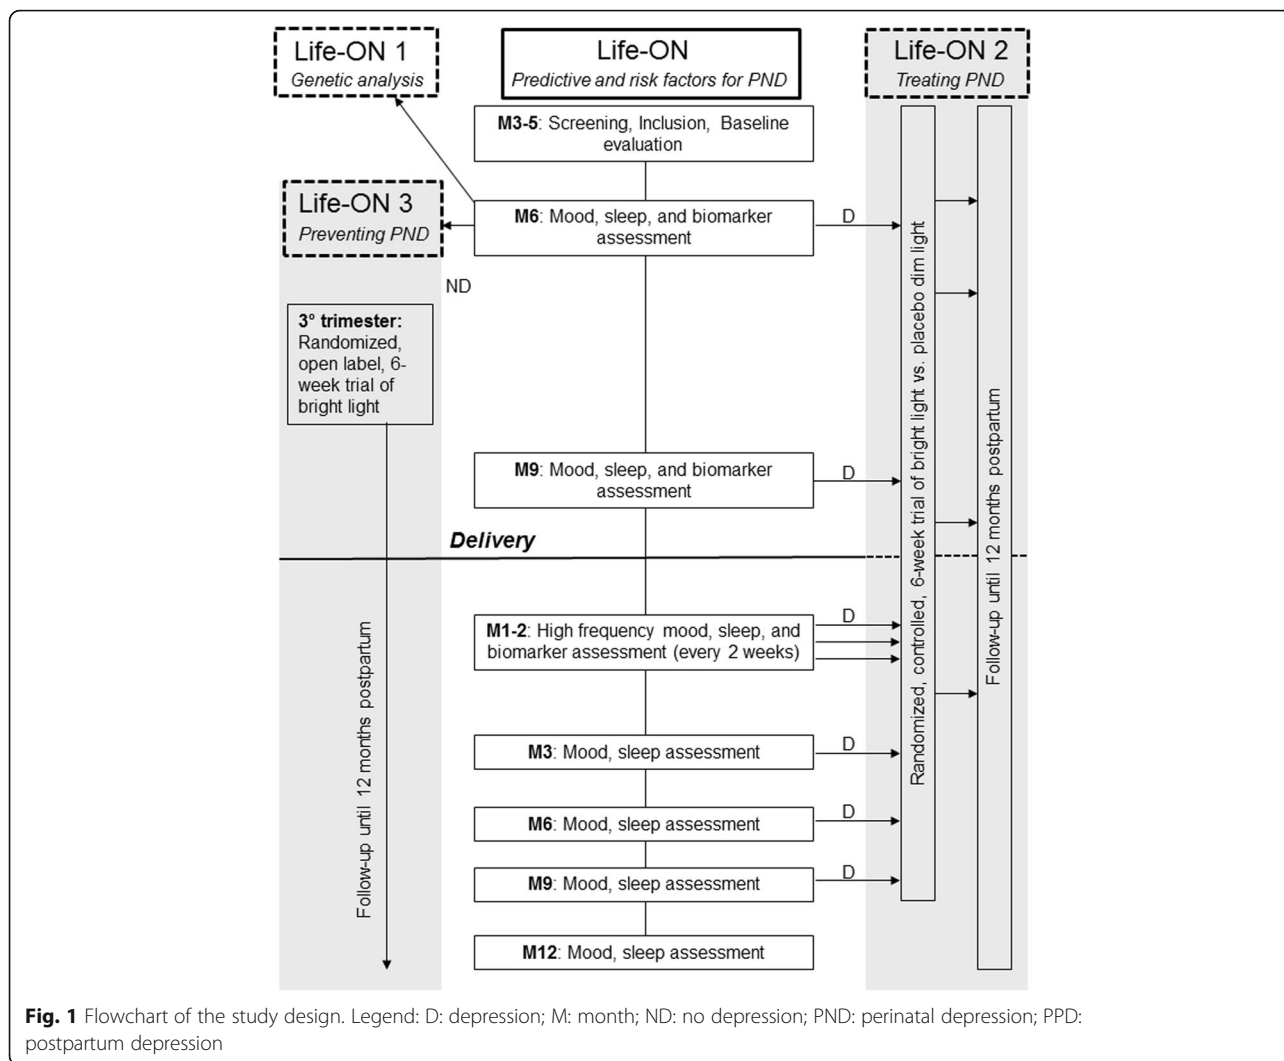 Life-ON 1
Genetic analysis
Life-ON
Predictive and risk factors for PND
Life-ON 2
Treating PND
M3-5: Screening, Inclusion, Baseline
evaluation
Life-ON 3
Preventing PND
M6: Mood, sleep, and biomarker
assessment
D
ND
3° trimester:
Randomized,
open label, 6-
week trial of
bright light
M9: Mood, sleep, and biomarker
assessment
D
Delivery
M1-2: High frequency mood, sleep, and
biomarker assessment (every 2 weeks)
D
M3: Mood, sleep assessment
D
M6: Mood, sleep assessment
D
M9: Mood, sleep assessment
D
M12: Mood, sleep assessment
Follow-up until 12 months postpartum
Randomized, controlled, 6-week trial of bright light vs. placebo dim light
Follow-up until 12 months postpartum
Fig. 1 Flowchart of the study design. Legend: D: depression; M: month; ND: no depression; PND: perinatal depression; PPD:
postpartum depression